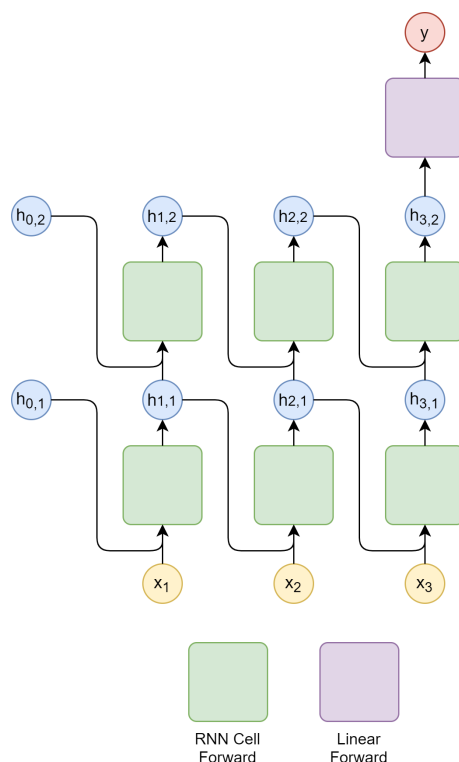 y
h0,2
h1,2
h2,2
h3,2
h0,1
h1,1
h2,1
h3,1
x1
x2
x3
RNN Cell
Forward
Linear
Forward